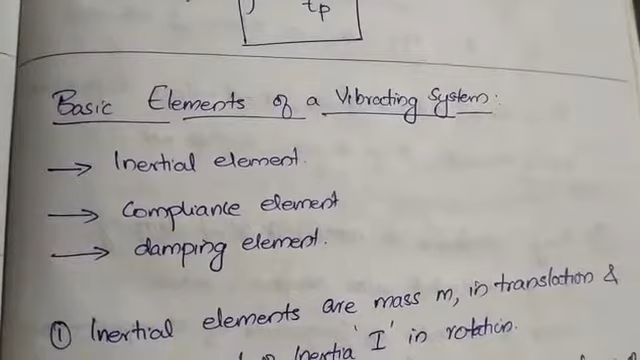 tp
Basic Elements of a Vibrating System:
→ Inertial element.
→ Compliance element
→ damping element.
① Inertial elements are mass m, in translation &
Inertia 'I' in rotation.